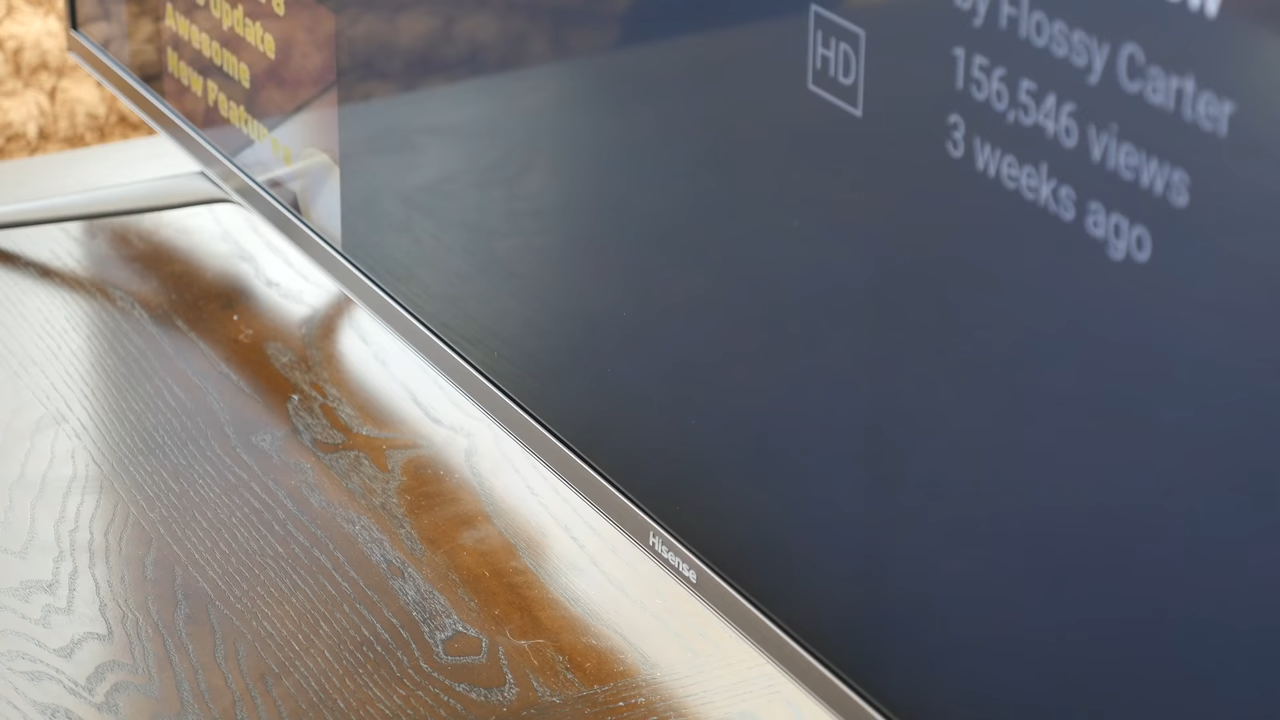 Update
Awesome
New Features
HD
by Flossy Carter
156,546 views
3 weeks ago
Hisense